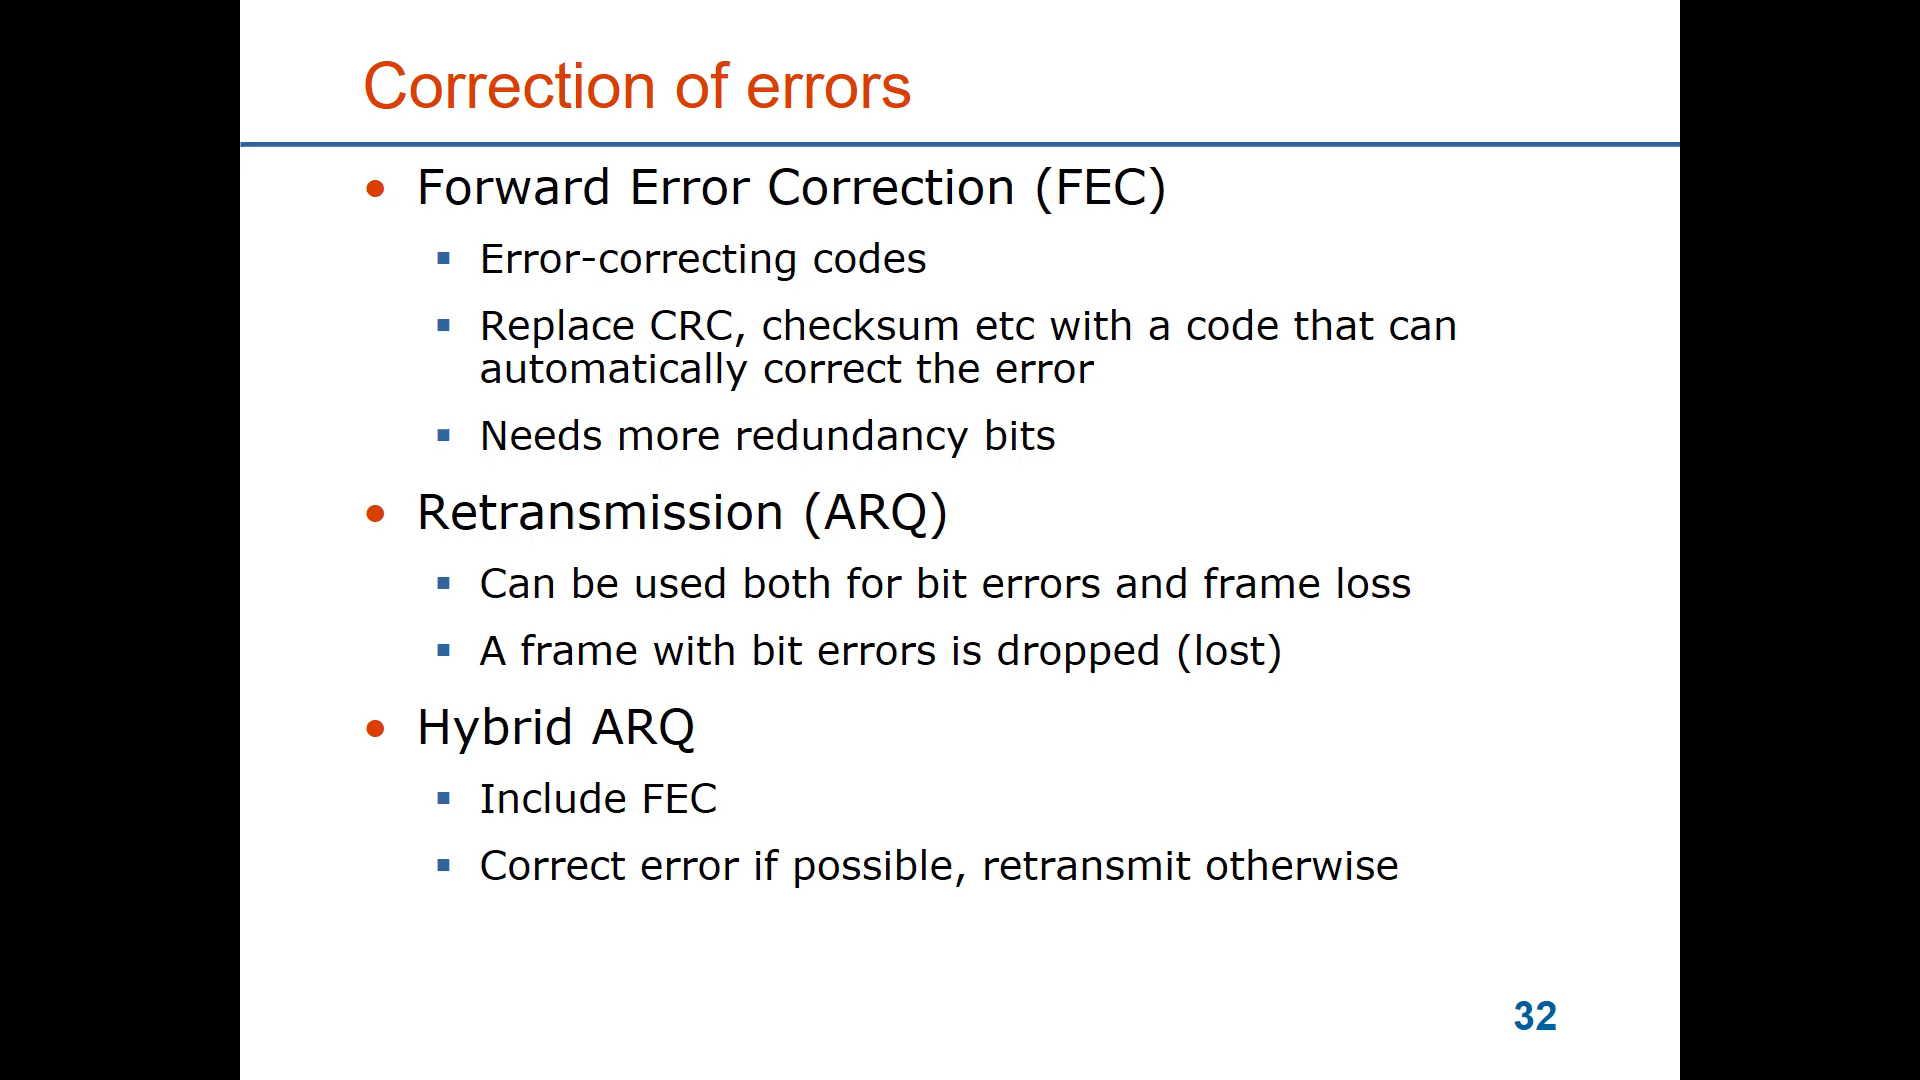 Correction of errors
• Forward Error Correction (FEC)
▪ Error-correcting codes
▪ Replace CRC, checksum etc with a code that can
automatically correct the error
▪ Needs more redundancy bits
• Retransmission (ARQ)
▪ Can be used both for bit errors and frame loss
▪ A frame with bit errors is dropped (lost)
• Hybrid ARQ
▪ Include FEC
▪ Correct error if possible, retransmit otherwise
32